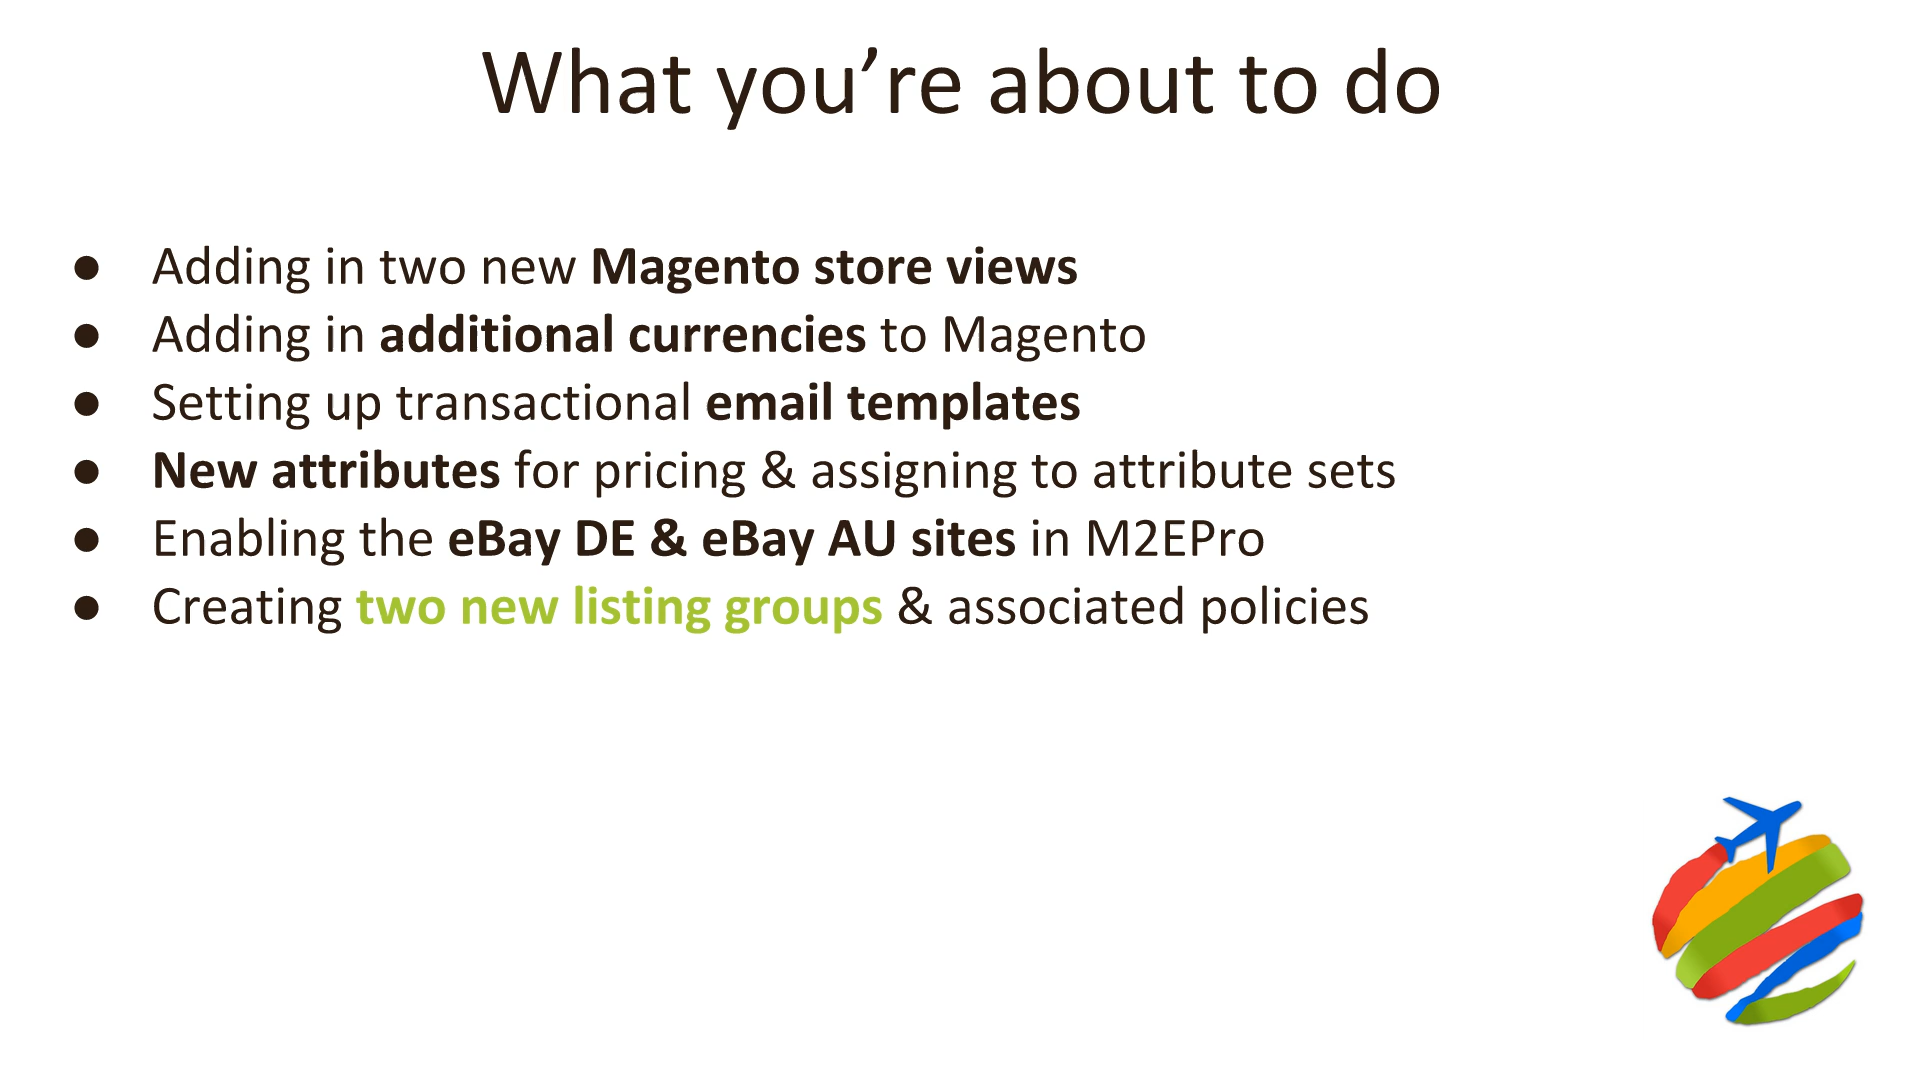 What you’re about to do
● Adding in two new Magento store views
● Adding in additional currencies to Magento
● Setting up transactional email templates
● New attributes for pricing & assigning to attribute sets
● Enabling the eBay DE & eBay AU sites in M2EPro
● Creating two new listing groups & associated policies